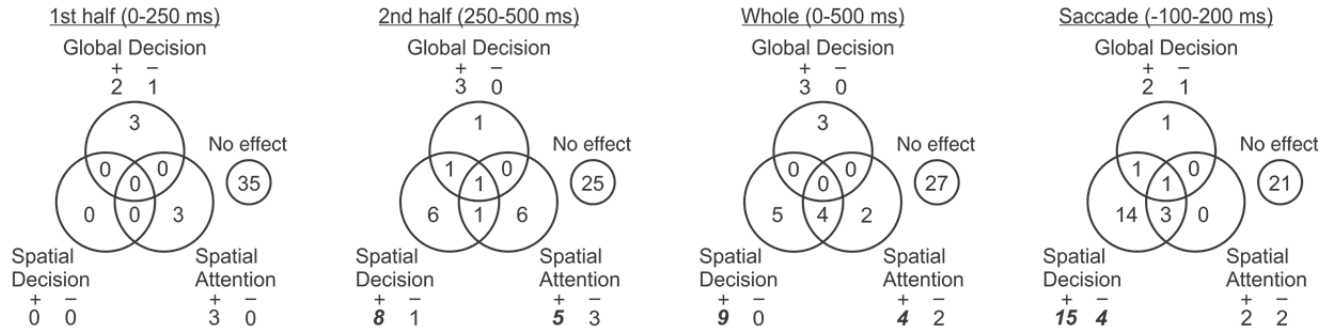 1st half (0-250 ms)
Global Decision
+ −
2 1
3
No effect
35
0 0
0
0 0 3
Spatial
Decision
+ −
0 0
Spatial
Attention
+ −
3 0
2nd half (250-500 ms)
Global Decision
+ −
3 0
1
No effect
25
1 0
1
6 1 6
Spatial
Decision
+ −
8 1
Spatial
Attention
+ −
5 3
Whole (0-500 ms)
Global Decision
+ −
3 0
3
No effect
27
0 0
0
5 4 2
Spatial
Decision
+ −
9 0
Spatial
Attention
+ −
4 2
Saccade (-100-200 ms)
Global Decision
+ −
2 1
1
No effect
21
1 0
1
14 3 0
Spatial
Decision
+ −
15 4
Spatial
Attention
+ −
2 2